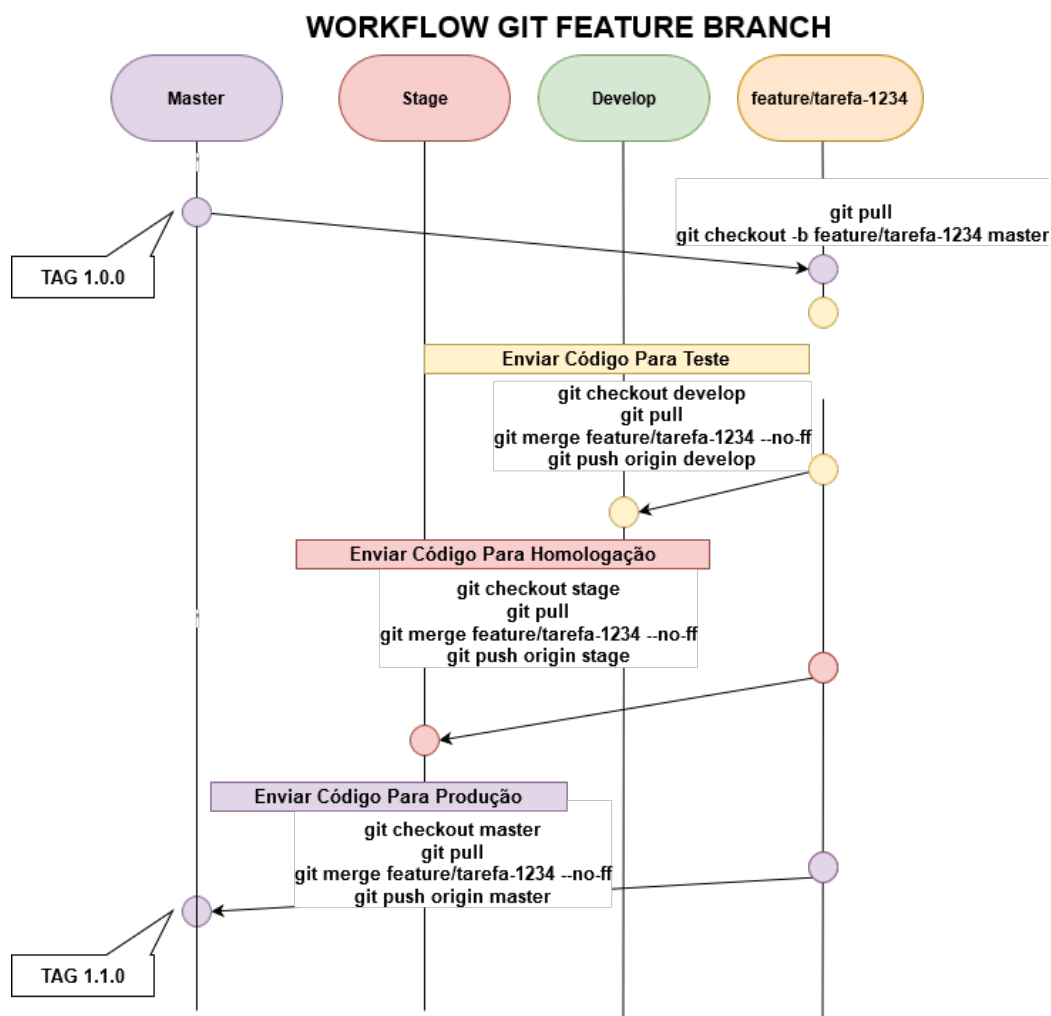 WORKFLOW GIT FEATURE BRANCH
Master
Stage
Develop
feature/tarefa-1234
git pull
git checkout -b feature/tarefa-1234 master
TAG 1.0.0
Enviar Código Para Teste
git checkout develop
git pull
git merge feature/tarefa-1234 --no-ff
git push origin develop
Enviar Código Para Homologação
git checkout stage
git pull
git merge feature/tarefa-1234 --no-ff
git push origin stage
Enviar Código Para Produção
git checkout master
git pull
git merge feature/tarefa-1234 --no-ff
git push origin master
TAG 1.1.0